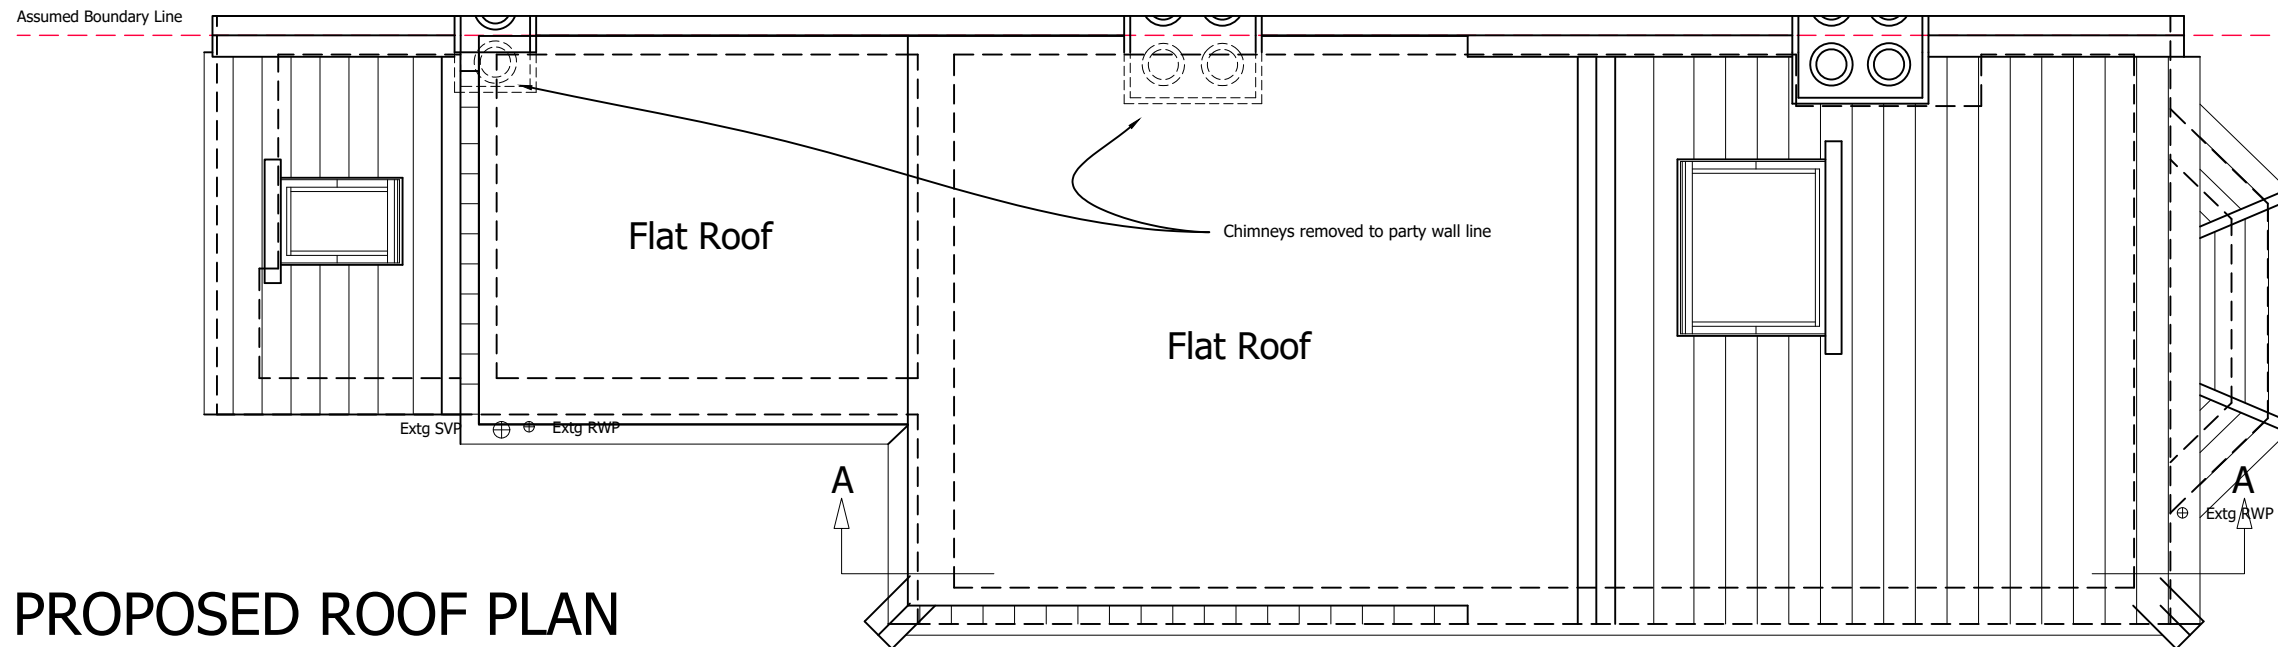 Assumed Boundary Line
Flat Roof
Chimneys removed to party wall line
Flat Roof
Extg SVP
Extg RWP
A
A
Extg RWP
PROPOSED ROOF PLAN